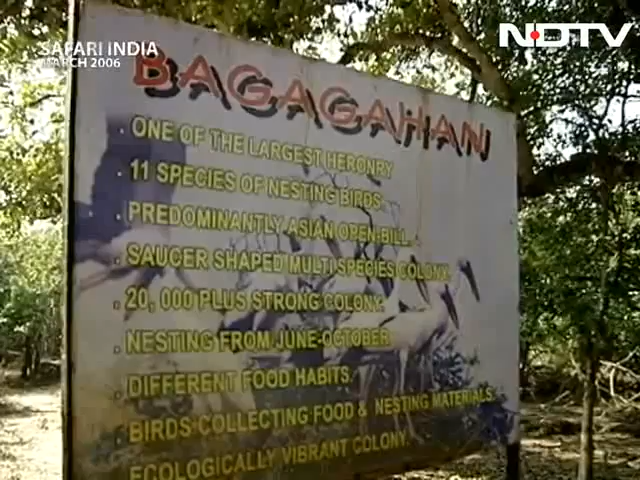 SAFARI INDIA
MARCH 2006
NDTV
BAGAGAHAN
. ONE OF THE LARGEST HERONRY
. 11 SPECIES OF NESTING BIRDS
. PREDOMINANTLY ASIAN OPEN BILL.
. SAUCER SHAPED MULTI SPECIES COLONY.
. 20, 000 PLUS STRONG COLONY.
. NESTING FROM JUNE-OCTOBER
. DIFFERENT FOOD HABITS.
. BIRDS COLLECTING FOOD & NESTING MATERIALS.
. ECOLOGICALLY VIBRANT COLONY.